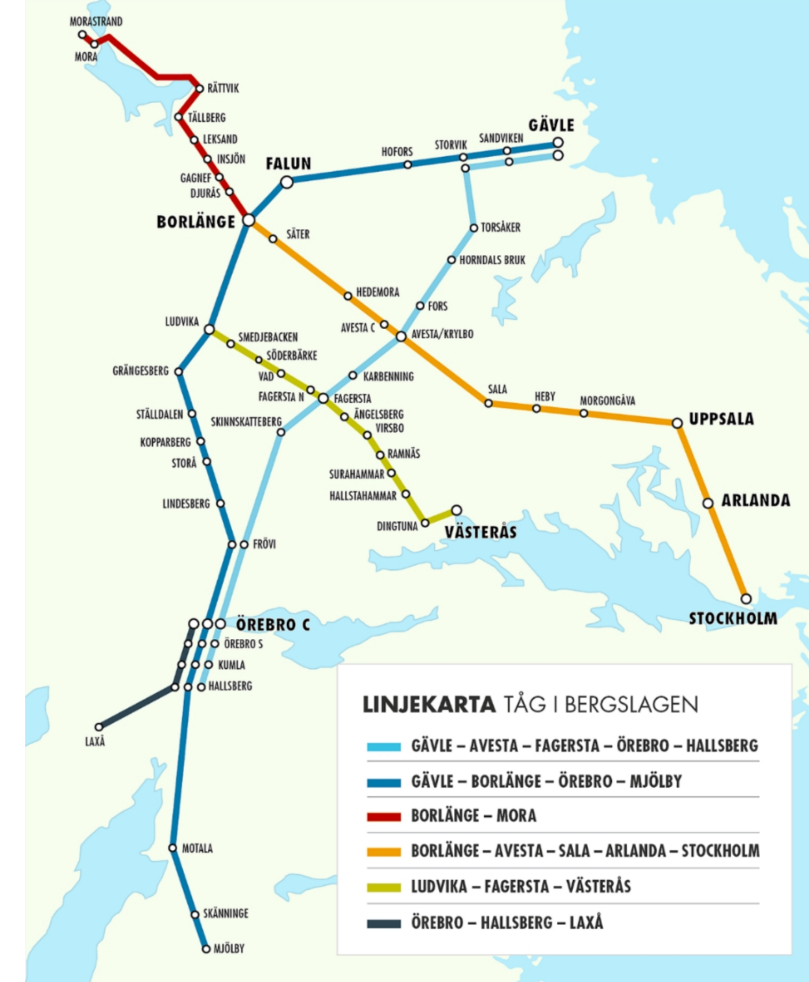 MORASTRAND
MORA
RÄTTVIK
TÄLLBERG
LEKSAND
INSJÖN
GAGNEF
DJURÅS
BORLÄNGE
FALUN
HOFORS
STORVIK
SANDVIKEN
GÄVLE
TORSÅKER
HORNDALS BRUK
FORS
SÄTER
HEDEMORA
AVESTA C
AVESTA/KRYLBO
LUDVIKA
SMEDJEBACKEN
SÖDERBÄRKE
VAD
FAGERSTA N
FAGERSTA
KARBENNING
GRÄNGESBERG
STÄLLDALEN
KOPPARBERG
STORÅ
LINDESBERG
SKINNSKATTEBERG
ÄNGELSBERG
VIRSBO
RAMNÄS
SURAHAMMAR
HALLSTAHAMMAR
DINGTUNA
VÄSTERÅS
SALA
HEBY
MORGONGÅVA
UPPSALA
ARLANDA
STOCKHOLM
FRÖVI
ÖREBRO C
ÖREBRO S
KUMLA
HALLSBERG
LAXÅ
MOTALA
SKÄNNINGE
MJÖLBY
LINJEKARTA TÅG I BERGSLAGEN
GÄVLE – AVESTA – FAGERSTA – ÖREBRO – HALLSBERG
GÄVLE – BORLÄNGE – ÖREBRO – MJÖLBY
BORLÄNGE – MORA
BORLÄNGE – AVESTA – SALA – ARLANDA – STOCKHOLM
LUDVIKA – FAGERSTA – VÄSTERÅS
ÖREBRO – HALLSBERG – LAXÅ